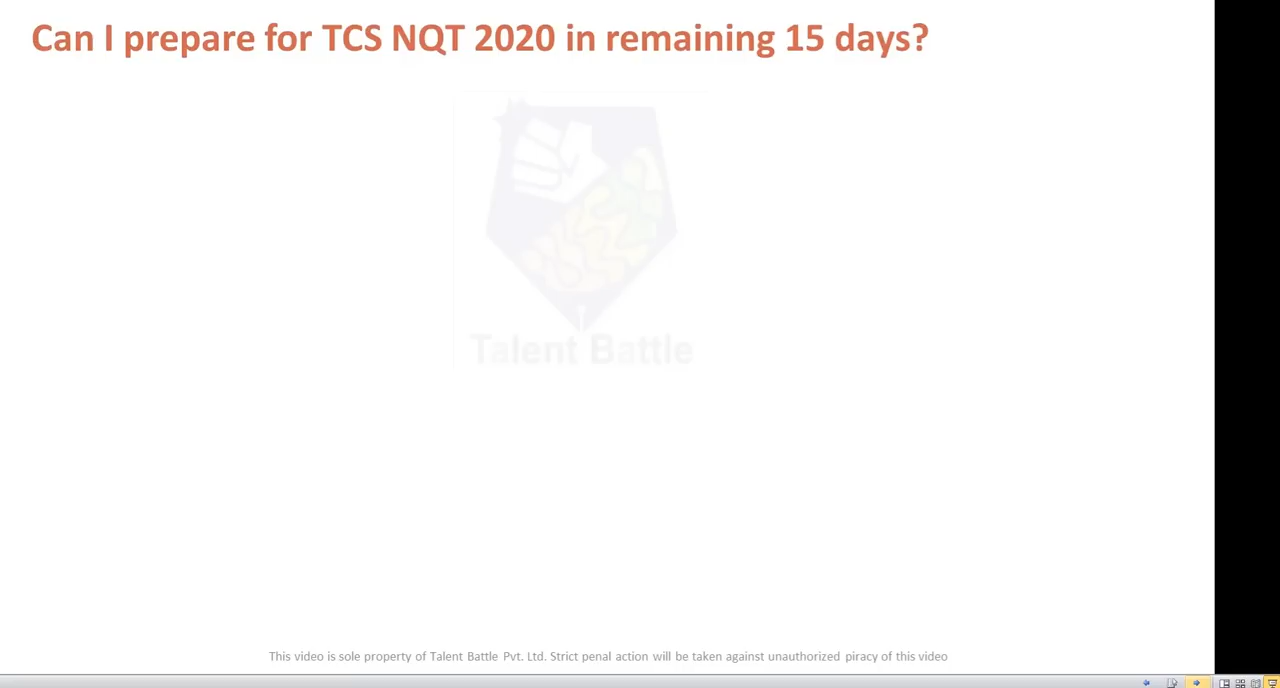 Can I prepare for TCS NQT 2020 in remaining 15 days?
Talent Battle
This video is sole property of Talent Battle Pvt. Ltd. Strict penal action will be taken against unauthorized piracy of this video